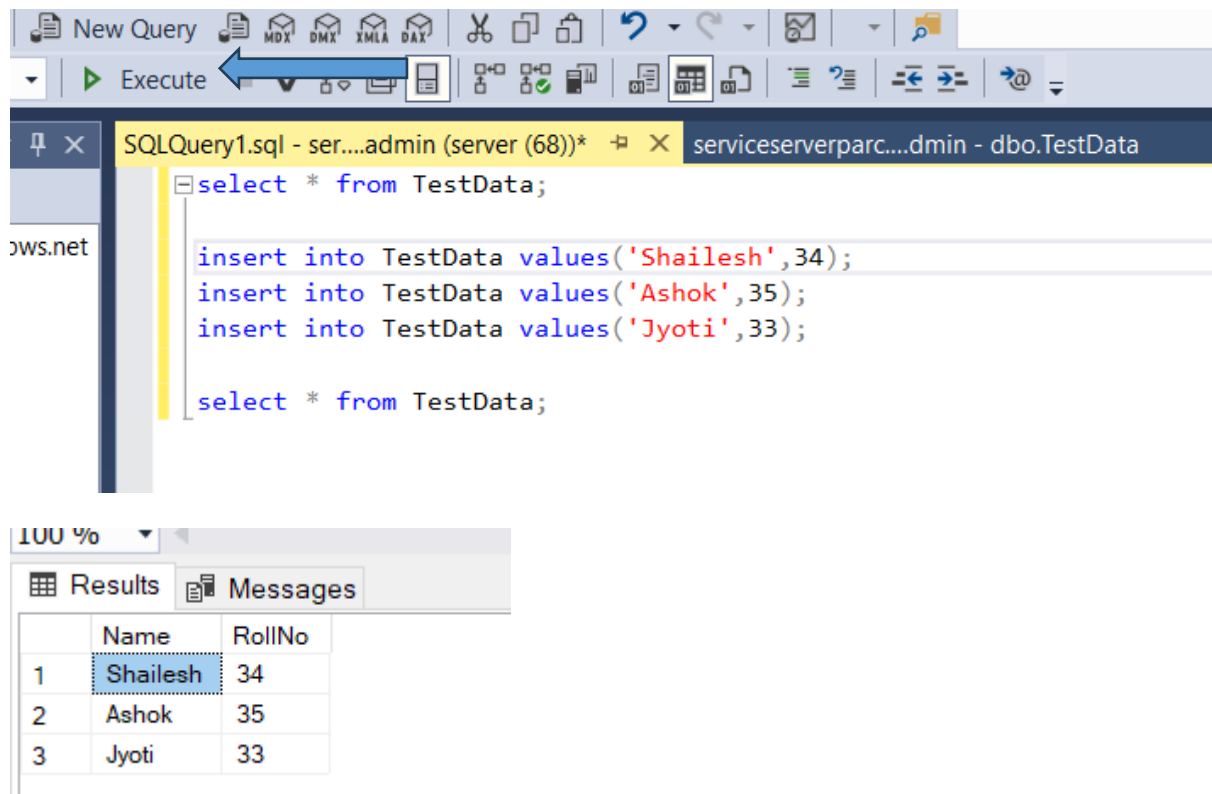 New Query MDX DMX XMLA DAX
Execute
SQLQuery1.sql - ser....admin (server (68))* serviceserverparc....dmin - dbo.TestData
select * from TestData;
ows.net
insert into TestData values('Shailesh',34);
insert into TestData values('Ashok',35);
insert into TestData values('Jyoti',33);
select * from TestData;
100 %
Results Messages
Name RollNo
1 Shailesh 34
2 Ashok 35
3 Jyoti 33